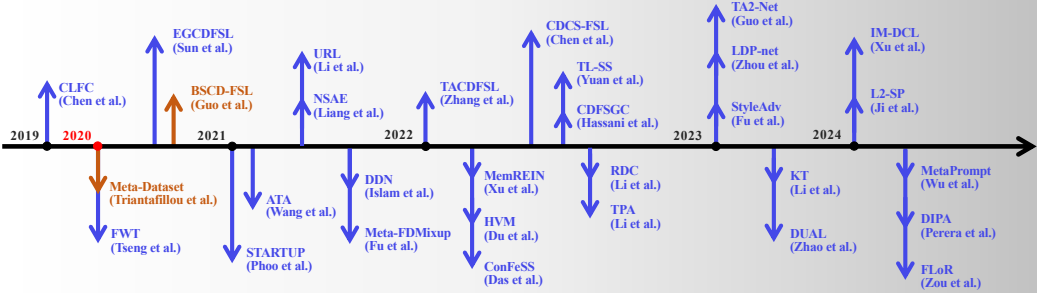 TA2-Net
(Guo et al.)
EGCDFSL
(Sun et al.)
CDCS-FSL
(Chen et al.)
IM-DCL
(Xu et al.)
URL
(Li et al.)
LDP-net
(Zhou et al.)
TL-SS
(Yuan et al.)
CLFC
(Chen et al.)
BSCD-FSL
(Guo et al.)
TACDFSL
(Zhang et al.)
L2-SP
(Ji et al.)
NSAE
(Liang et al.)
CDFSGC
(Hassani et al.)
StyleAdv
(Fu et al.)
2019
2020
2021
2022
2023
2024
Meta-Dataset
(Triantafillou et al.)
DDN
(Islam et al.)
MemREIN
(Xu et al.)
RDC
(Li et al.)
KT
(Li et al.)
MetaPrompt
(Wu et al.)
ATA
(Wang et al.)
TPA
(Li et al.)
FWT
(Tseng et al.)
Meta-FDMixup
(Fu et al.)
HVM
(Du et al.)
DUAL
(Zhao et al.)
DIPA
(Perera et al.)
STARTUP
(Phoo et al.)
ConFeSS
(Das et al.)
FLoR
(Zou et al.)